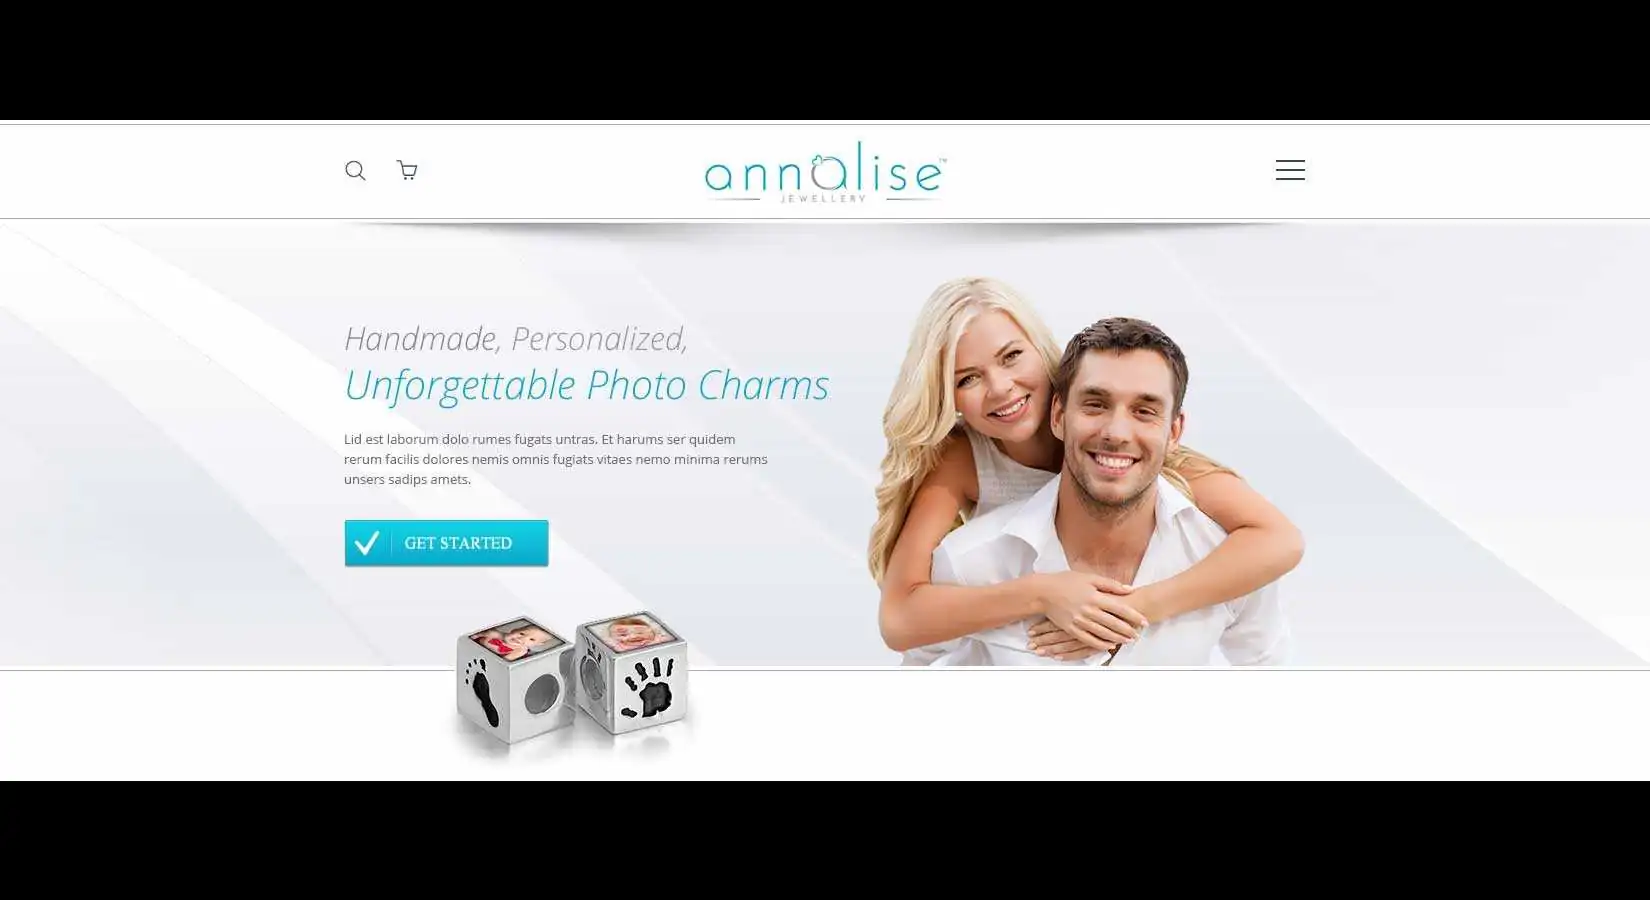 annalise™
JEWELLERY
Handmade, Personalized,
Unforgettable Photo Charms
Lid est laborum dolo rumes fugats untras. Et harums ser quidem
rerum facilis dolores nemis omnis fugiats vitaes nemo minima rerums
unsers sadips amets.
GET STARTED